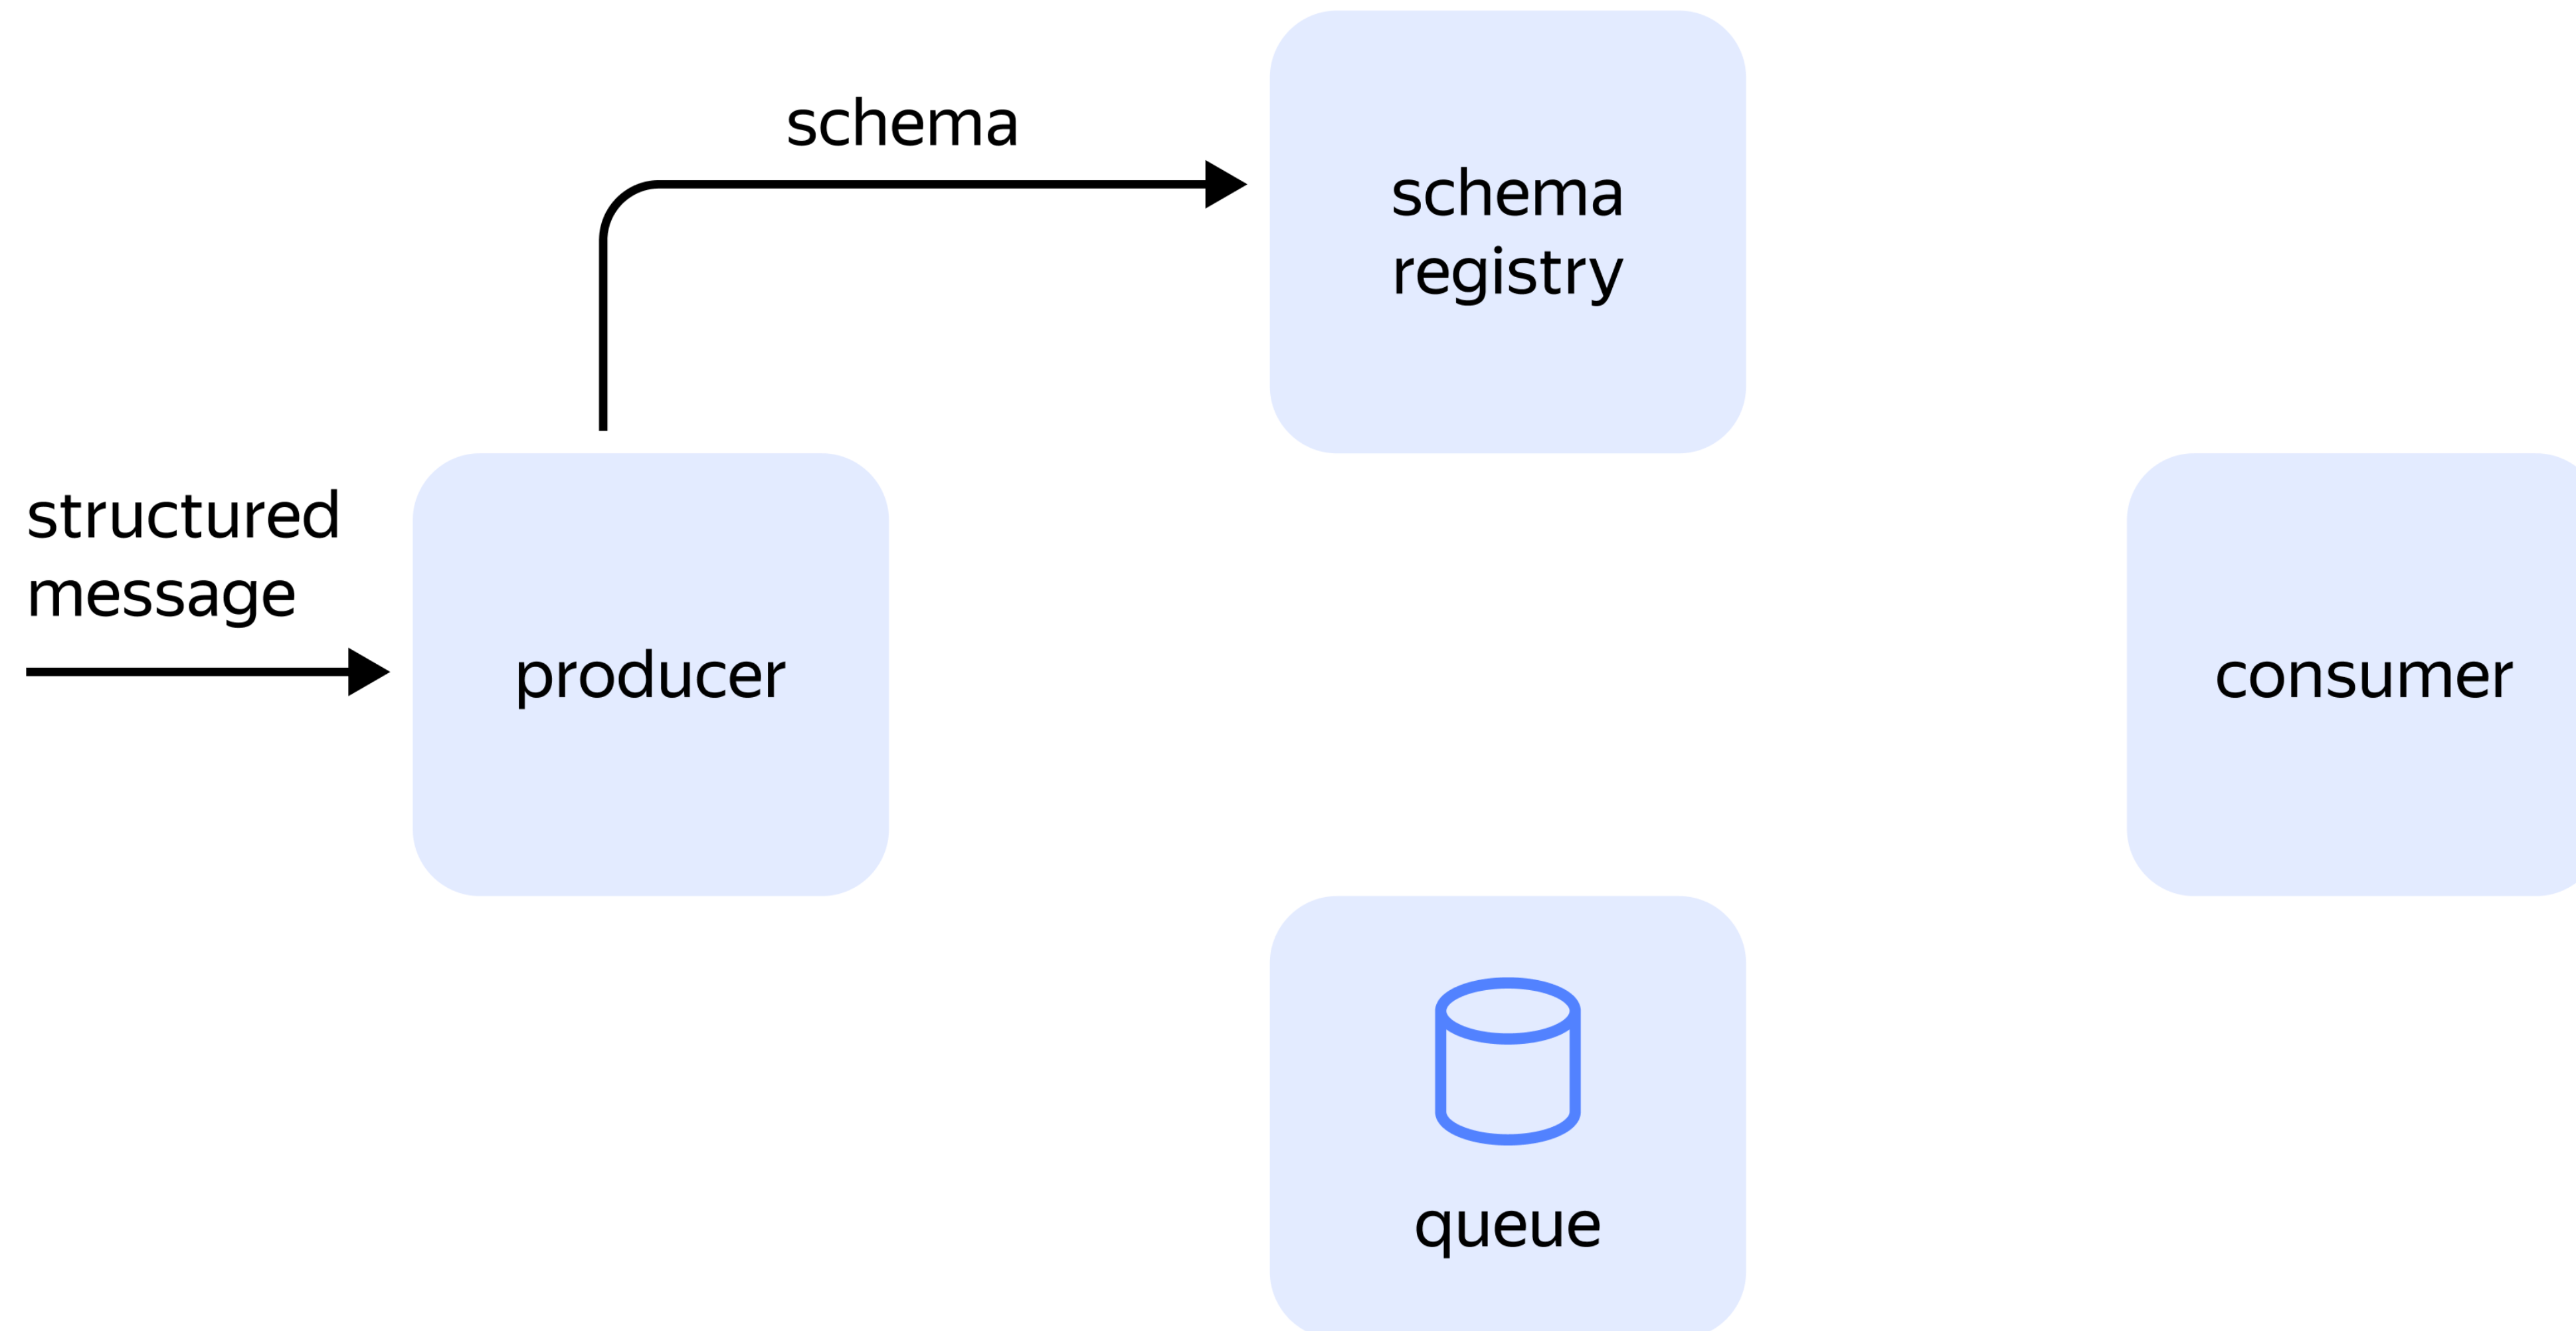 schema
schema
registry
structured
message
producer
consumer
queue